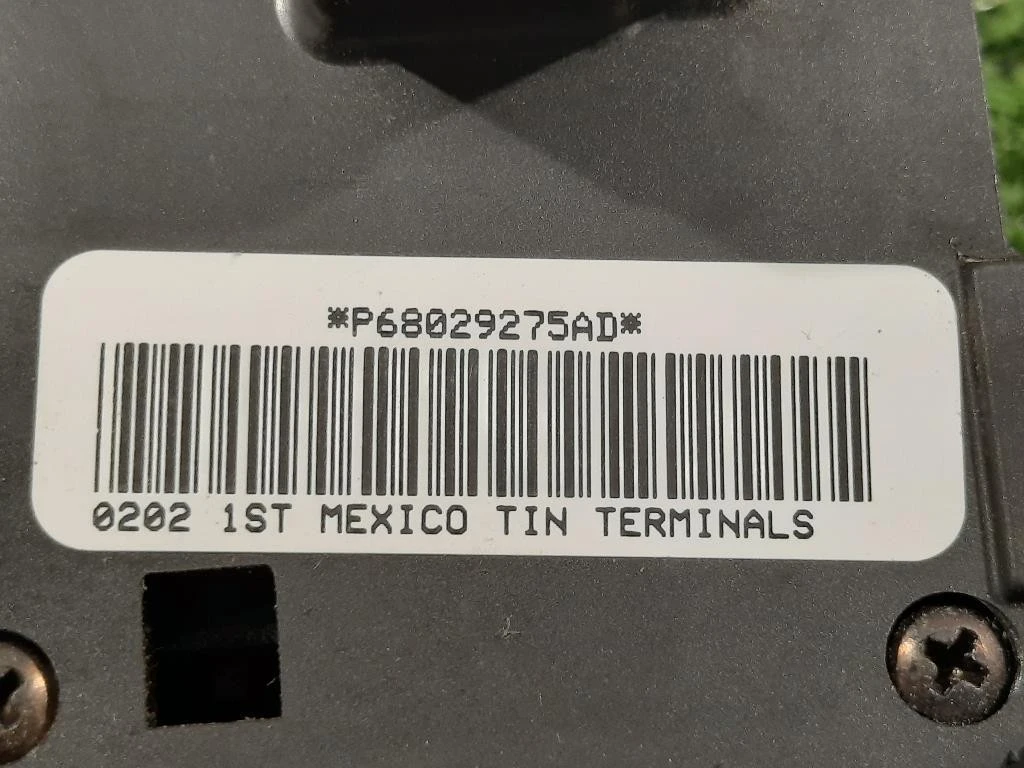 *P68029275AD*
0202 1ST MEXICO TIN TERMINALS